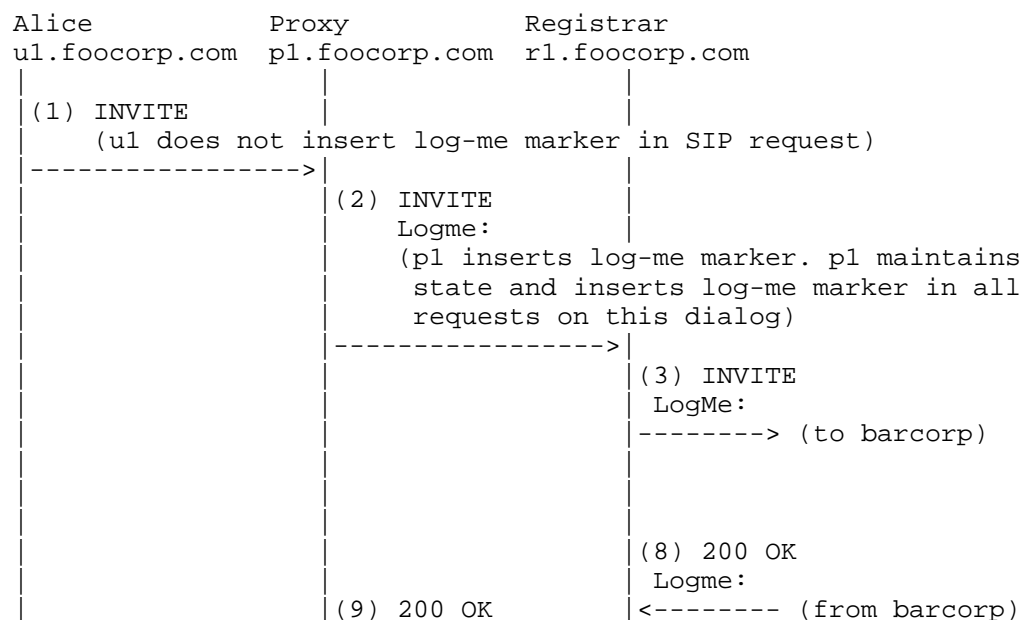 Alice Proxy Registrar
u1.foocorp.com p1.foocorp.com r1.foocorp.com
(1) INVITE
(u1 does not insert log-me marker in SIP request)
----------------->
(2) INVITE
Logme:
(p1 inserts log-me marker. p1 maintains
state and inserts log-me marker in all
requests on this dialog)
----------------->
(3) INVITE
LogMe:
--------> (to barcorp)
(8) 200 OK
Logme:
(9) 200 OK <-------- (from barcorp)